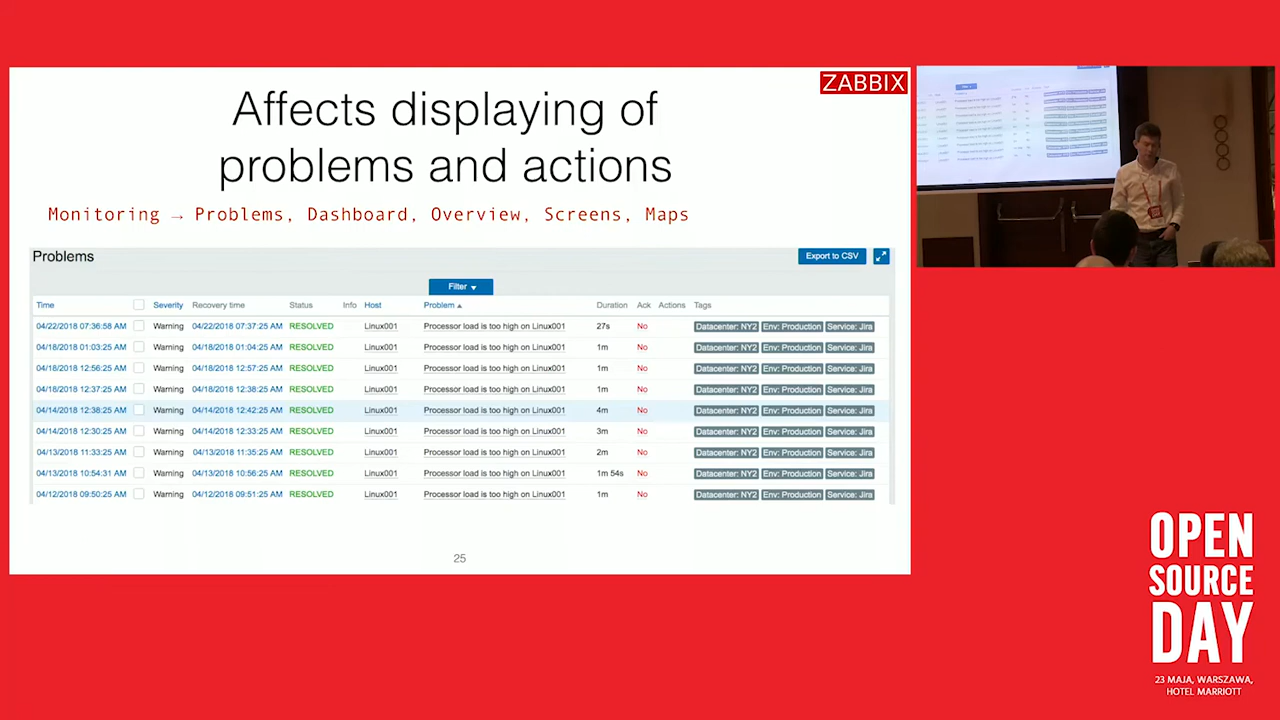 ZABBIX
Affects displaying of
problems and actions
Monitoring → Problems, Dashboard, Overview, Screens, Maps
Problems
Export to CSV
Filter
Time Severity Recovery time Status Info Host Problem Duration Ack Actions Tags
04/22/2018 07:36:58 AM Warning 04/22/2018 07:37:25 AM RESOLVED Linux001 Processor load is too high on Linux001 27s No Datacenter: NY2 Env: Production Service: Jira
04/18/2018 01:03:25 AM Warning 04/18/2018 01:04:25 AM RESOLVED Linux001 Processor load is too high on Linux001 1m No Datacenter: NY2 Env: Production Service: Jira
04/18/2018 12:56:25 AM Warning 04/18/2018 12:57:25 AM RESOLVED Linux001 Processor load is too high on Linux001 1m No Datacenter: NY2 Env: Production Service: Jira
04/18/2018 12:37:25 AM Warning 04/18/2018 12:38:25 AM RESOLVED Linux001 Processor load is too high on Linux001 1m No Datacenter: NY2 Env: Production Service: Jira
04/14/2018 12:38:25 AM Warning 04/14/2018 12:42:25 AM RESOLVED Linux001 Processor load is too high on Linux001 4m No Datacenter: NY2 Env: Production Service: Jira
04/14/2018 12:30:25 AM Warning 04/14/2018 12:33:25 AM RESOLVED Linux001 Processor load is too high on Linux001 3m No Datacenter: NY2 Env: Production Service: Jira
04/13/2018 11:33:25 AM Warning 04/13/2018 11:35:25 AM RESOLVED Linux001 Processor load is too high on Linux001 2m No Datacenter: NY2 Env: Production Service: Jira
04/13/2018 10:54:31 AM Warning 04/13/2018 10:56:25 AM RESOLVED Linux001 Processor load is too high on Linux001 1m 54s No Datacenter: NY2 Env: Production Service: Jira
04/12/2018 09:50:25 AM Warning 04/12/2018 09:51:25 AM RESOLVED Linux001 Processor load is too high on Linux001 1m No Datacenter: NY2 Env: Production Service: Jira
25
OPEN
SOURCE
DAY
23 MAJA, WARSZAWA,
HOTEL MARRIOTT